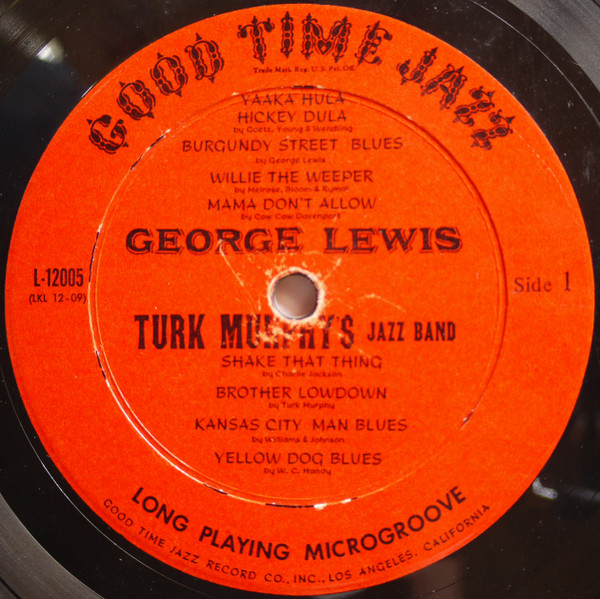 GOOD TIME JAZZ
Trade Mark Reg. U.S. Pat. Off.
YAAKA HULA
HICKEY DULA
by Goetz, Young & Wendling
BURGUNDY STREET BLUES
by George Lewis
WILLIE THE WEEPER
by Melrose, Bloom & Rymal
MAMA DON'T ALLOW
by Cow Cow Davenport
GEORGE LEWIS
L-12005
(LKL 12-09)
Side 1
TURK MURPHY'S JAZZ BAND
SHAKE THAT THING
by Charlie Jackson
BROTHER LOWDOWN
by Turk Murphy
KANSAS CITY MAN BLUES
by Williams & Johnson
YELLOW DOG BLUES
by W. C. Handy
LONG PLAYING MICROGROOVE
GOOD TIME JAZZ RECORD CO., INC., LOS ANGELES, CALIFORNIA